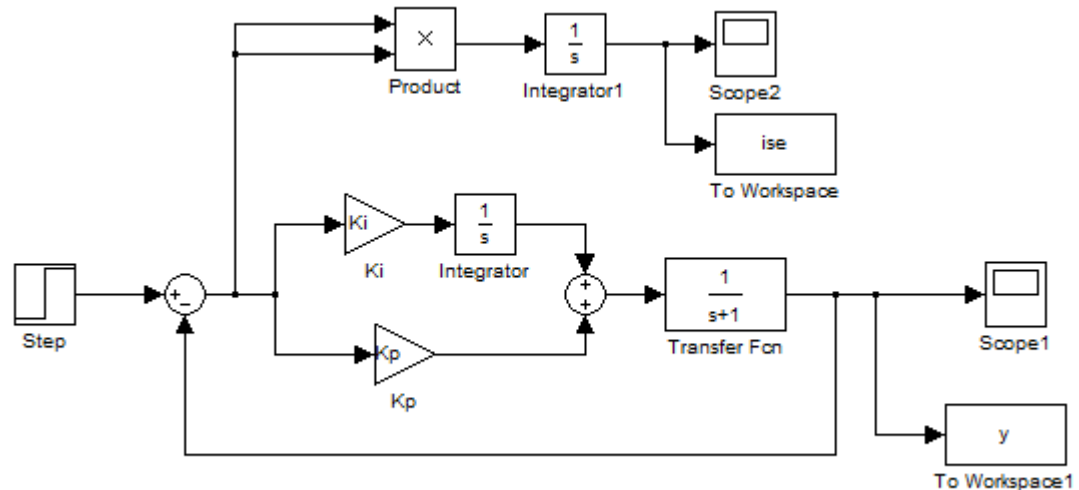 ×
Product
1
s
Integrator1
Scope2
ise
To Workspace
Ki
Ki
1
s
Integrator
Step
+
−
Kp
Kp
+
+
1
s+1
Transfer Fcn
Scope1
y
To Workspace1